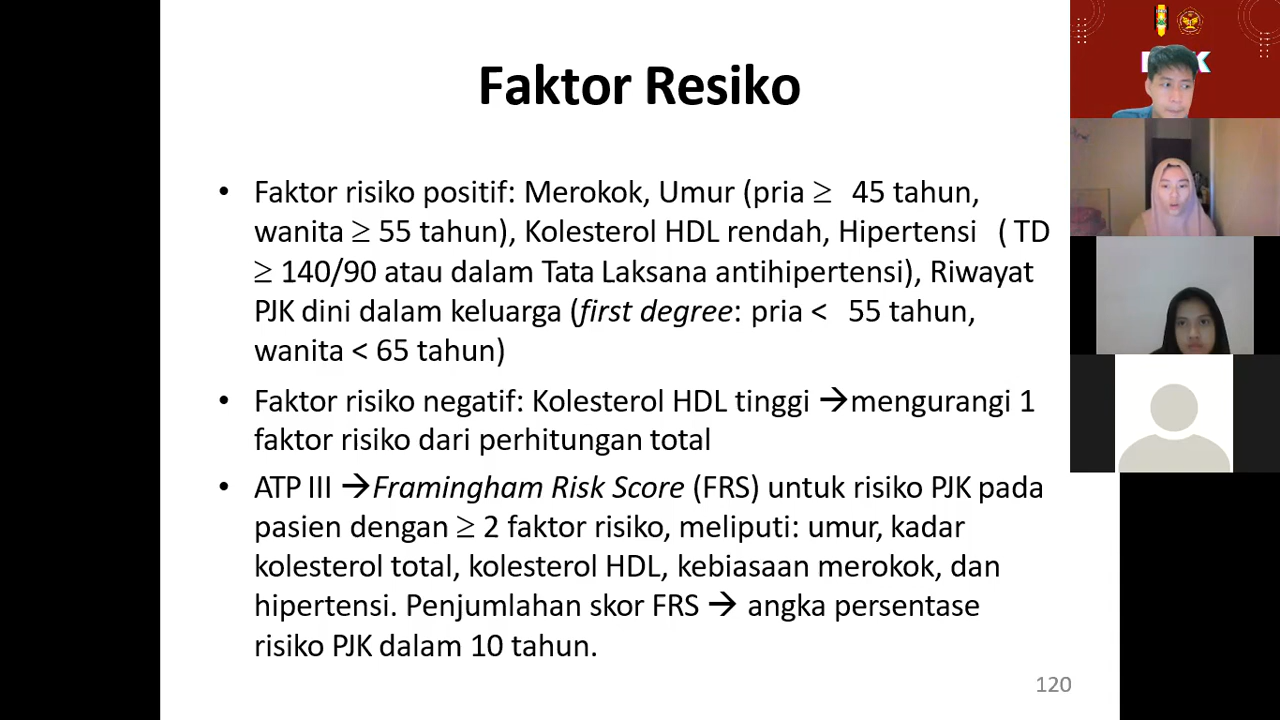 Faktor Resiko
• Faktor risiko positif: Merokok, Umur (pria ≥ 45 tahun,
wanita ≥ 55 tahun), Kolesterol HDL rendah, Hipertensi ( TD
≥ 140/90 atau dalam Tata Laksana antihipertensi), Riwayat
PJK dini dalam keluarga (first degree: pria < 55 tahun,
wanita < 65 tahun)
• Faktor risiko negatif: Kolesterol HDL tinggi →mengurangi 1
faktor risiko dari perhitungan total
• ATP III →Framingham Risk Score (FRS) untuk risiko PJK pada
pasien dengan ≥ 2 faktor risiko, meliputi: umur, kadar
kolesterol total, kolesterol HDL, kebiasaan merokok, dan
hipertensi. Penjumlahan skor FRS → angka persentase
risiko PJK dalam 10 tahun.
120